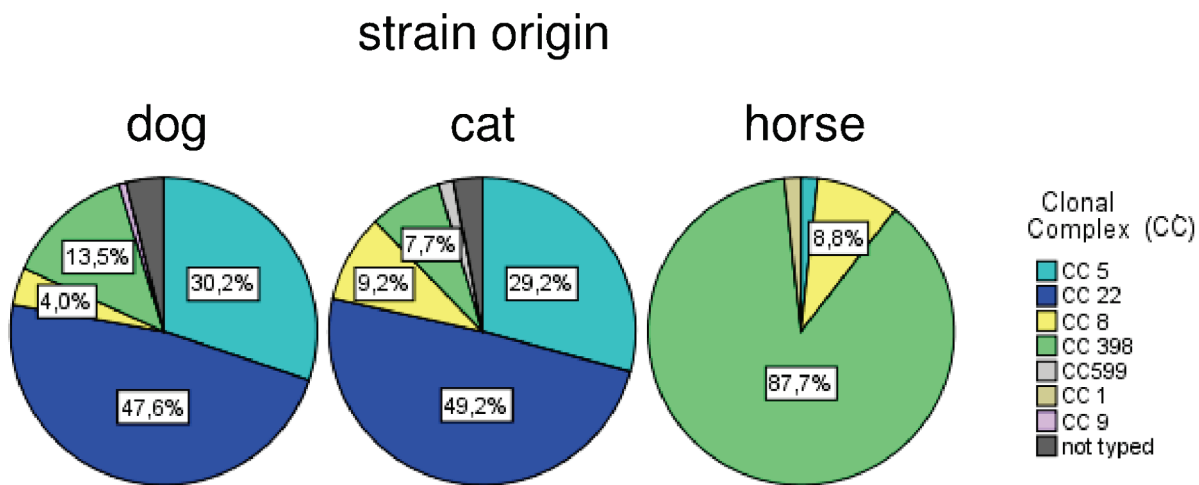 strain origin
dog
cat
horse
13,5%
30,2%
4,0%
47,6%
7,7%
9,2%
29,2%
49,2%
8,8%
87,7%
Clonal
Complex (CC)
CC 5
CC 22
CC 8
CC 398
CC599
CC 1
CC 9
not typed